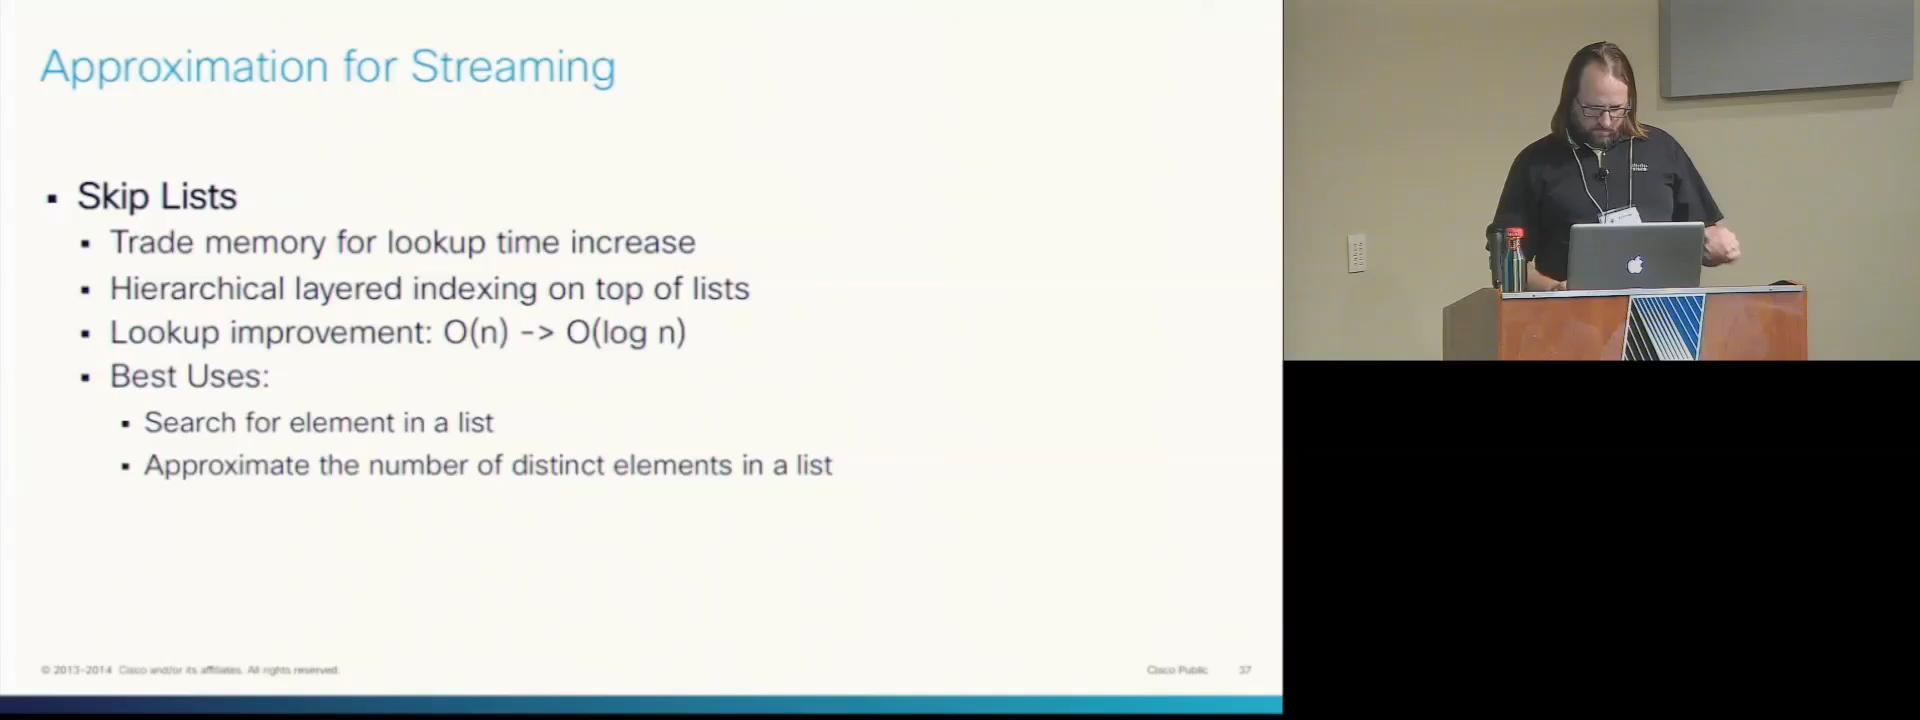 Approximation for Streaming
▪ Skip Lists
▪ Trade memory for lookup time increase
▪ Hierarchical layered indexing on top of lists
▪ Lookup improvement: O(n) -> O(log n)
▪ Best Uses:
▪ Search for element in a list
▪ Approximate the number of distinct elements in a list
© 2013-2014 Cisco and/or its affiliates. All rights reserved.
Cisco Public 37